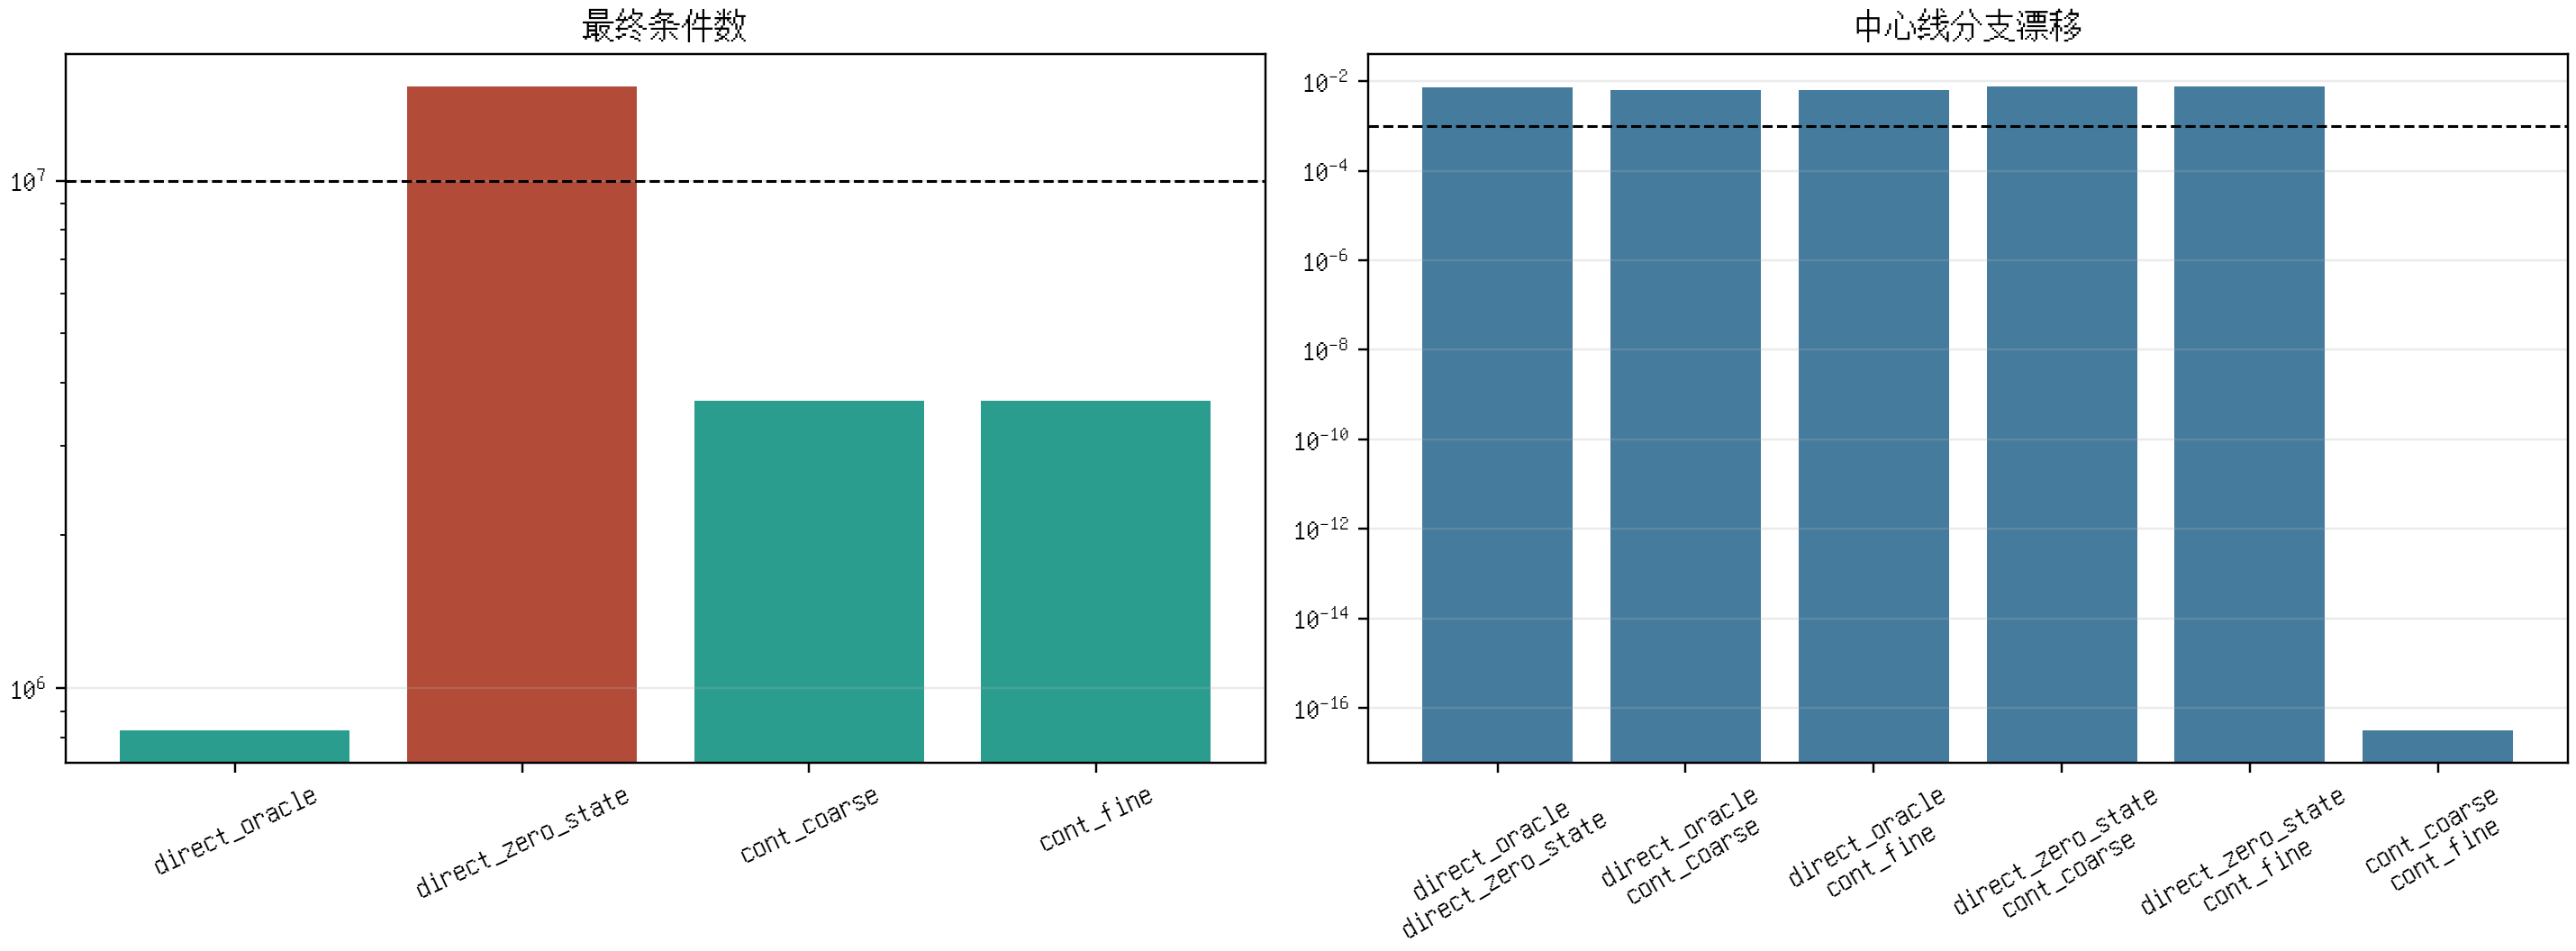 最终条件数
10⁷
10⁶
direct_oracle
direct_zero_state
cont_coarse
cont_fine
中心线分支漂移
10⁻²
10⁻⁴
10⁻⁶
10⁻⁸
10⁻¹⁰
10⁻¹²
10⁻¹⁴
10⁻¹⁶
direct_oracle
direct_zero_state
direct_oracle
cont_coarse
direct_oracle
cont_fine
direct_zero_state
cont_coarse
direct_zero_state
cont_fine
cont_coarse
cont_fine